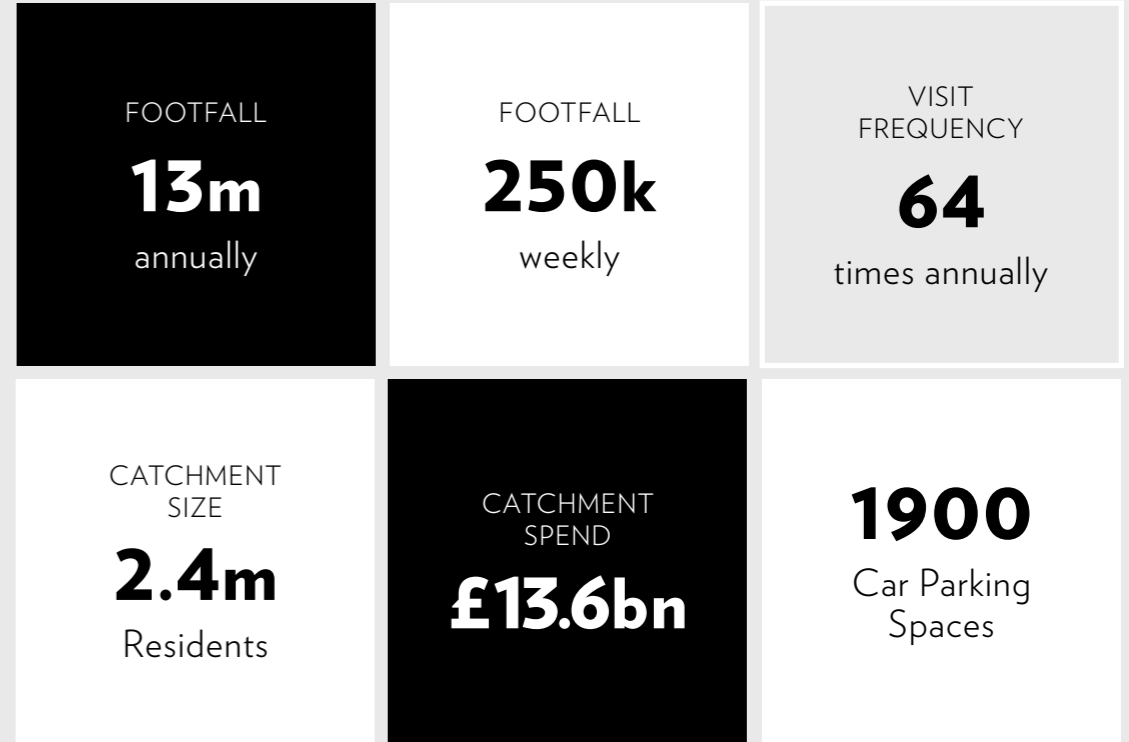 FOOTFALL
13m
annually
FOOTFALL
250k
weekly
VISIT
FREQUENCY
64
times annually
CATCHMENT
SIZE
2.4m
Residents
CATCHMENT
SPEND
£13.6bn
1900
Car Parking
Spaces